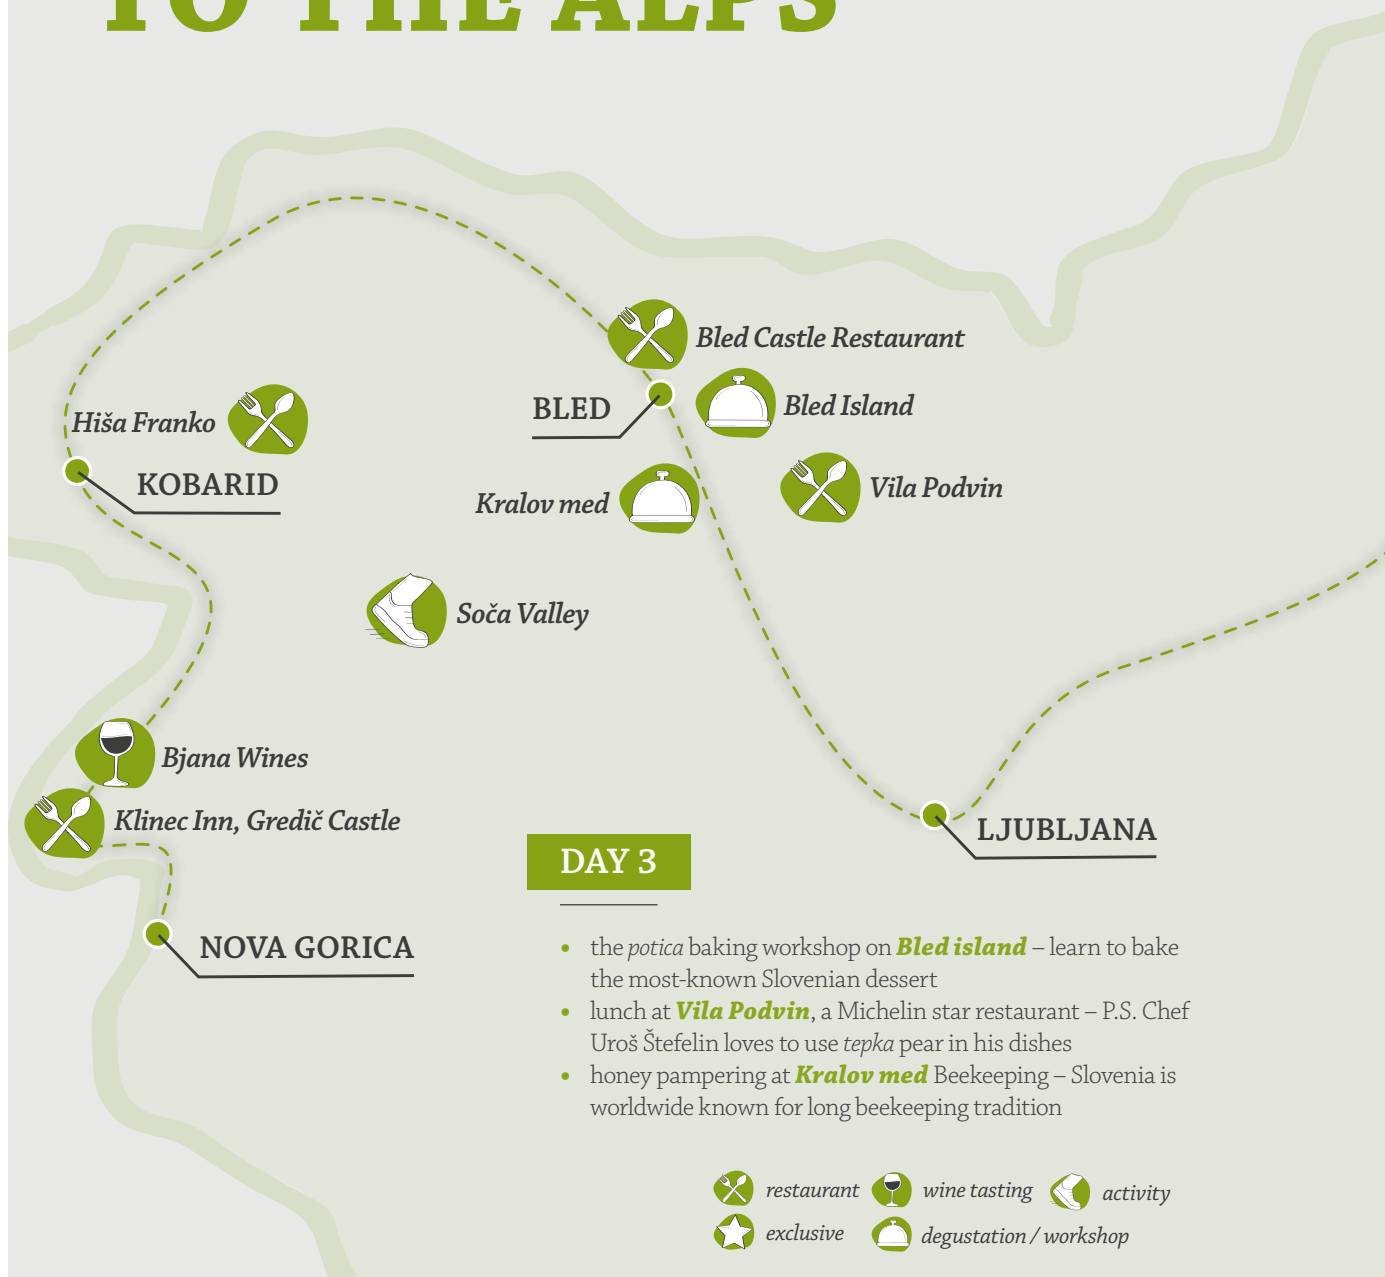 TO THE ALPS
Bled Castle Restaurant
BLED
Bled Island
Hiša Franko
KOBARID
Kralov med
Vila Podvin
Soča Valley
Bjana Wines
Klinec Inn, Gredič Castle
LJUBLJANA
NOVA GORICA
DAY 3
• the potica baking workshop on Bled island – learn to bake
the most-known Slovenian dessert
• lunch at Vila Podvin, a Michelin star restaurant – P.S. Chef
Uroš Štefelin loves to use tepka pear in his dishes
• honey pampering at Kralov med Beekeeping – Slovenia is
worldwide known for long beekeeping tradition
restaurant wine tasting activity
exclusive degustation / workshop